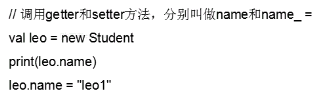 // 调用getter和setter方法，分别叫做name和name_ =
val leo = new Student
print(leo.name)
leo.name = "leo1"